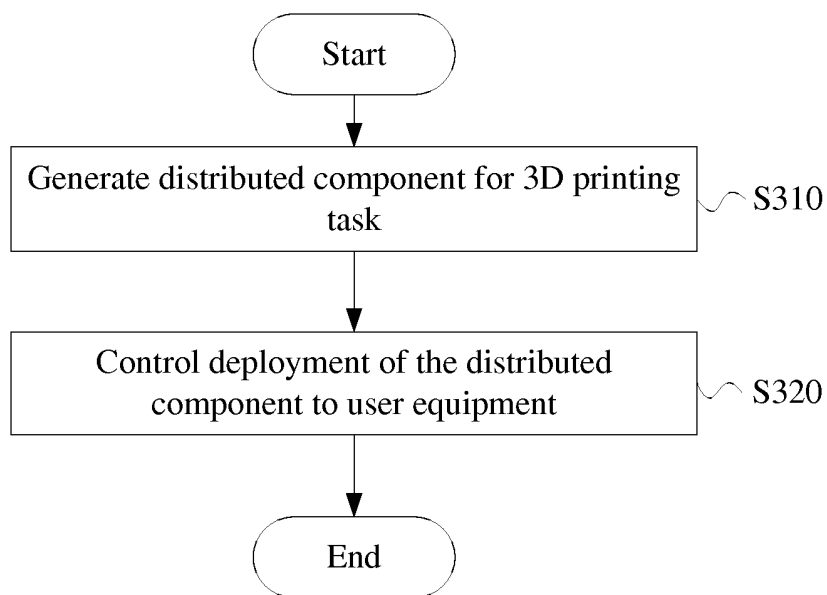 Start
Generate distributed component for 3D printing
task
S310
Control deployment of the distributed
component to user equipment
S320
End